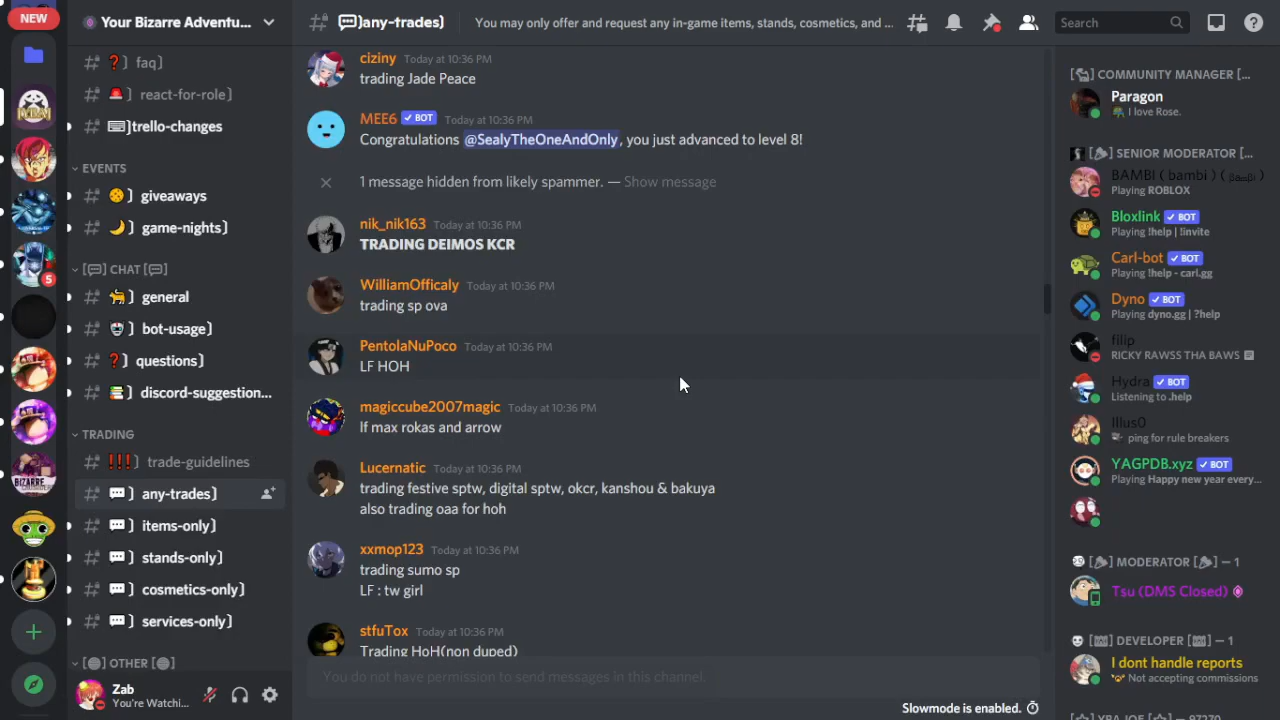 NEW
Your Bizarre Adventu...
any-trades)
You may only offer and request any in-game items, stands, cosmetics, and ...
Search
5
faq]
react-for-role]
trello-changes
EVENTS
giveaways
game-nights]
CHAT
general
bot-usage]
questions]
discord-suggestion...
TRADING
trade-guidelines
any-trades]
items-only]
stands-only]
cosmetics-only]
services-only]
OTHER
Zab
You're Watchi...
ciziny Today at 10:36 PM
trading Jade Peace
MEE6 BOT Today at 10:36 PM
Congratulations @SealyTheOneAndOnly, you just advanced to level 8!
1 message hidden from likely spammer. — Show message
nik_nik163 Today at 10:36 PM
TRADING DEIMOS KCR
WilliamOfficaly Today at 10:36 PM
trading sp ova
PentolaNuPoco Today at 10:36 PM
LF HOH
magiccube2007magic Today at 10:36 PM
lf max rokas and arrow
Lucernatic Today at 10:36 PM
trading festive sptw, digital sptw, okcr, kanshou & bakuya
also trading oaa for hoh
xxmop123 Today at 10:36 PM
trading sumo sp
LF : tw girl
stfuTox Today at 10:36 PM
Trading HoH(non duped)
You do not have permission to send messages in this channel.
Slowmode is enabled.
COMMUNITY MANAGER [...
Paragon
I love Rose.
SENIOR MODERATOR [...
BAMBI ( bambi )
Playing ROBLOX
Bloxlink BOT
Playing !help | !invite
Carl-bot BOT
Playing !help - carl.gg
Dyno BOT
Playing dyno.gg | ?help
filip
RICKY RAWSS THA BAWS
Hydra BOT
Listening to .help
Illus0
ping for rule breakers
YAGPDB.xyz BOT
Playing Happy new year every...
MODERATOR — 1
Tsu (DMS Closed)
DEVELOPER — 1
I dont handle reports
Not accepting commissions
YBA JOE — 97270